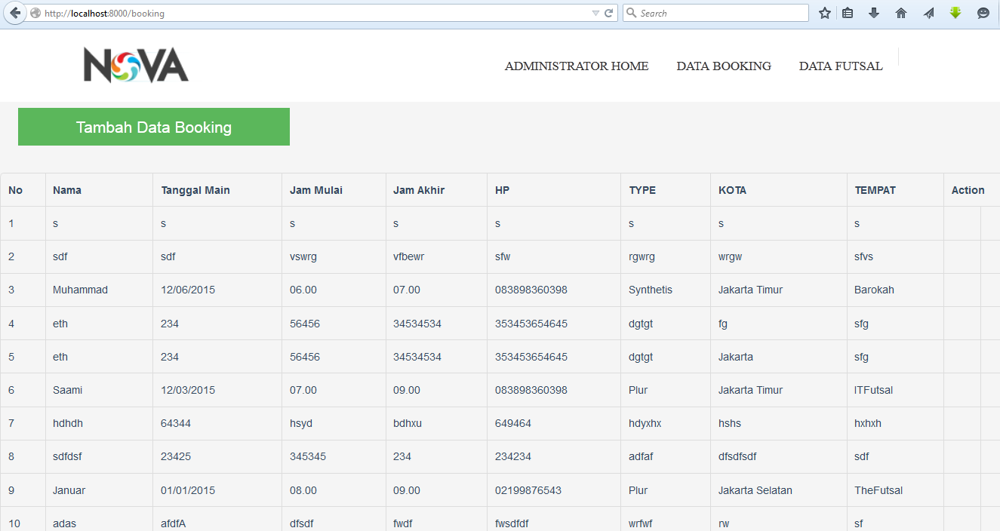 http://localhost:8000/booking Search
NOVA
ADMINISTRATOR HOME DATA BOOKING DATA FUTSAL
Tambah Data Booking
No Nama Tanggal Main Jam Mulai Jam Akhir HP TYPE KOTA TEMPAT Action
1 s s s s s s s s
2 sdf sdf vswrg vfbewr sfw rgwrg wrgw sfvs
3 Muhammad 12/06/2015 06.00 07.00 083898360398 Synthetis Jakarta Timur Barokah
4 eth 234 56456 34534534 353453654645 dgtgt fg sfg
5 eth 234 56456 34534534 353453654645 dgtgt Jakarta sfg
6 Saami 12/03/2015 07.00 09.00 083898360398 Plur Jakarta Timur ITFutsal
7 hdhdh 64344 hsyd bdhxu 649464 hdyxhx hshs hxhxh
8 sdfdsf 23425 345345 234 234234 adfaf dfsdfsdf sdf
9 Januar 01/01/2015 08.00 09.00 02199876543 Plur Jakarta Selatan TheFutsal
10 adas afdfA dfsdf fwdf fwsdfdf wrfwf rw sf